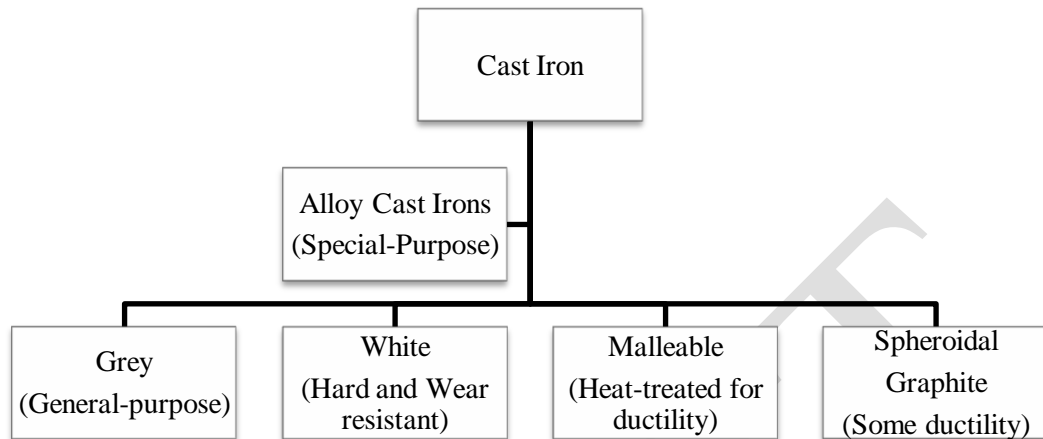 Cast Iron
Alloy Cast Irons
(Special-Purpose)
Grey
(General-purpose)
White
(Hard and Wear
resistant)
Malleable
(Heat-treated for
ductility)
Spheroidal
Graphite
(Some ductility)